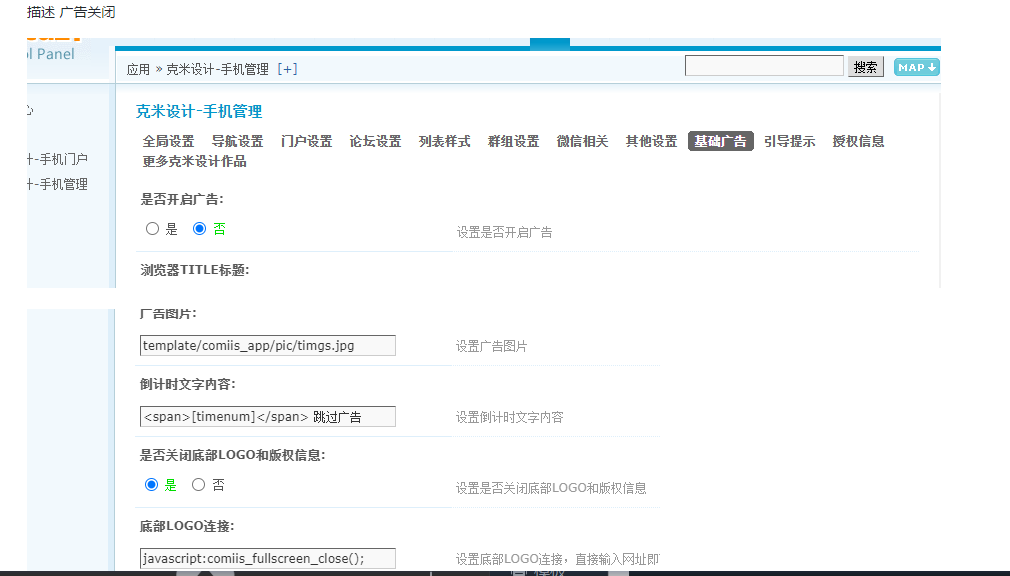 描述 广告关闭
l Panel
应用 » 克米设计-手机管理 [+]
搜索
MAP
克米设计-手机管理
全局设置 导航设置 门户设置 论坛设置 列表样式 群组设置 微信相关 其他设置 基础广告 引导提示 授权信息
更多克米设计作品
-手机门户
-手机管理
是否开启广告:
是 否
设置是否开启广告
浏览器TITLE标题:
广告图片:
template/comiis_app/pic/timgs.jpg
设置广告图片
倒计时文字内容:
<span>[timenum]</span> 跳过广告
设置倒计时文字内容
是否关闭底部LOGO和版权信息:
是 否
设置是否关闭底部LOGO和版权信息
底部LOGO连接:
javascript:comiis_fullscreen_close();
设置底部LOGO连接，直接输入网址即